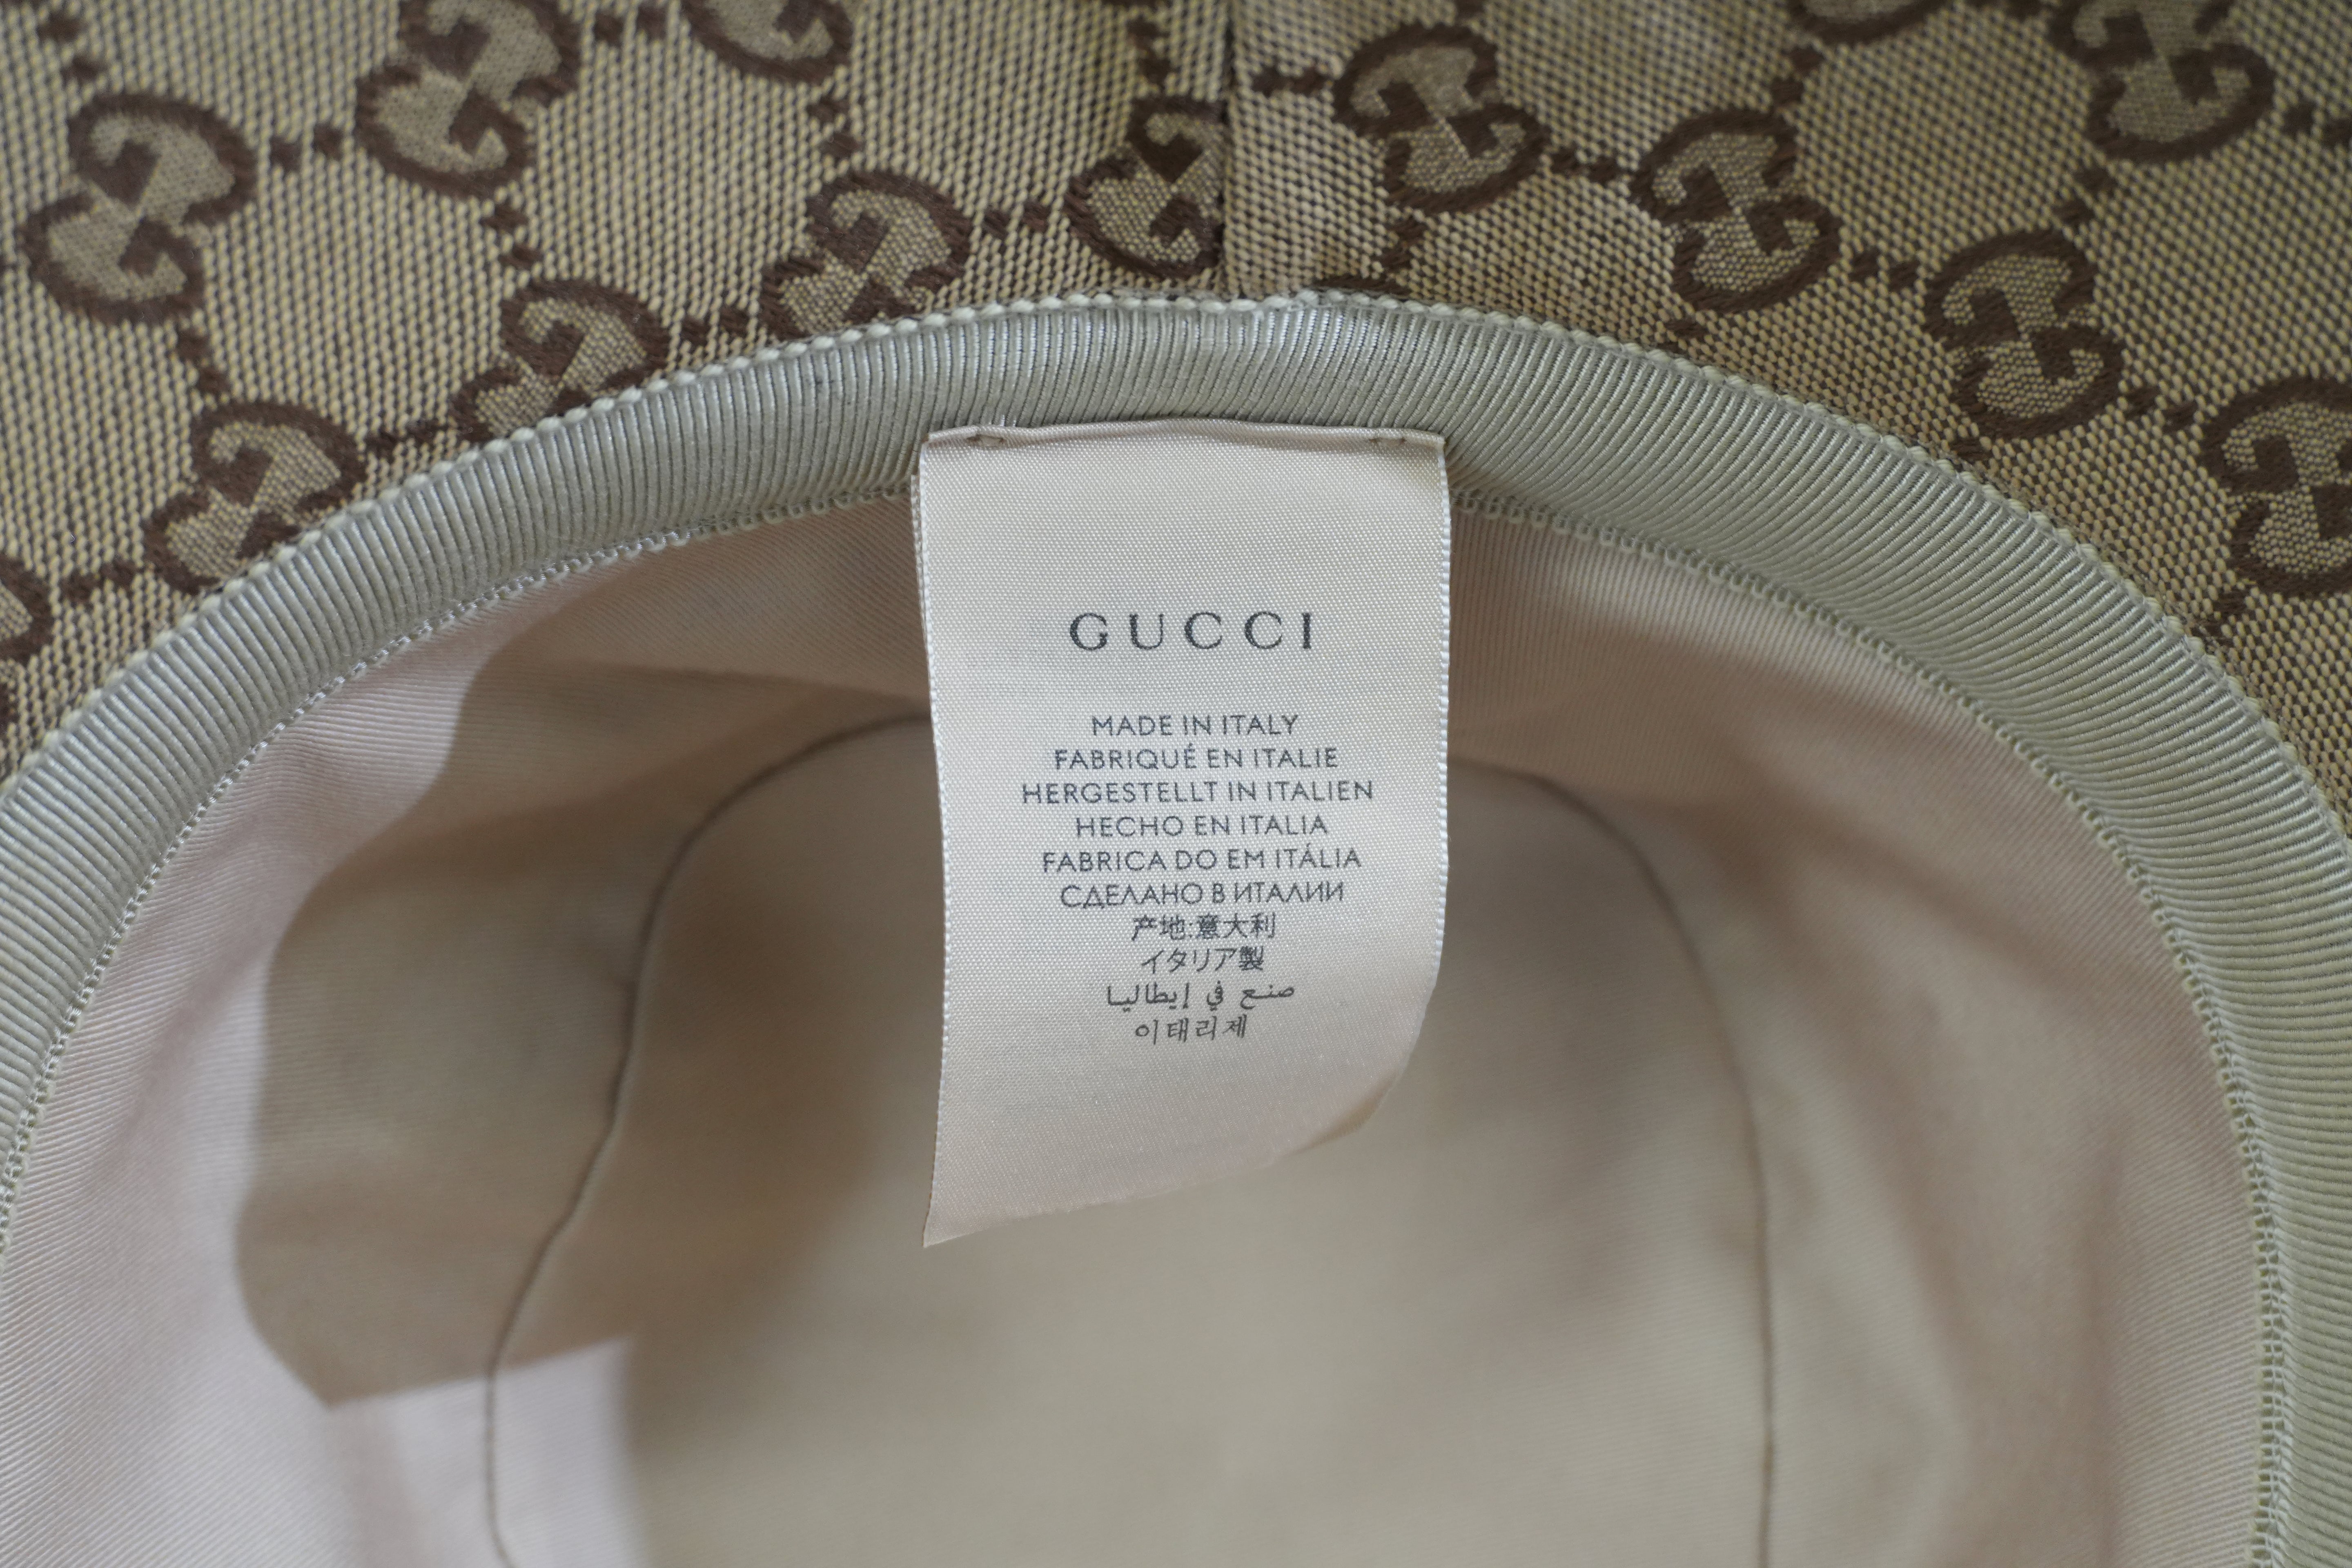 GUCCI
MADE IN ITALY
FABRIQUÉ EN ITALIE
HERGESTELLT IN ITALIEN
HECHO EN ITALIA
FABRICA DO EM ITÁLIA
СДЕЛАНО В ИТАЛИИ
产地:意大利
イタリア製
صنع في إيطاليا
이태리제